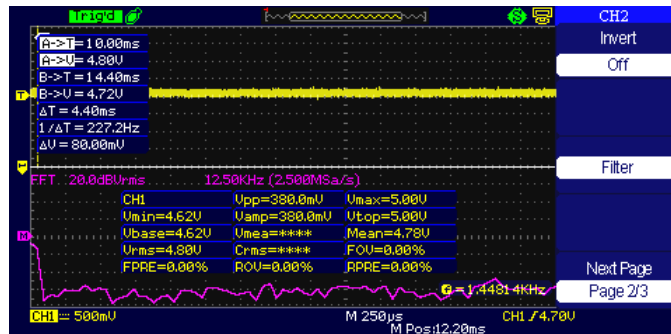 Trig'd CH2
Invert
Off
Filter
Next Page
Page 2/3
A->T=10.00ms
A->V=4.80V
B->T=14.40ms
B->V=4.72V
ΔT=4.40ms
1/ΔT=227.2Hz
ΔV=80.00mV
T
FFT 20.0dBVrms 12.50KHz (2.500MSa/s)
CH1 Vpp=380.0mV Vmax=5.00V
Vmin=4.62V Vamp=380.0mV Vtop=5.00V
Vbase=4.62V Vmea=**** Mean=4.78V
Vrms=4.80V Crms=**** FOV=0.00%
FPRE=0.00% ROV=0.00% RPRE=0.00%
M
=1.44814KHz
CH1 500mV M 250μs CH1 /4.70V
M Pos:12.20ms